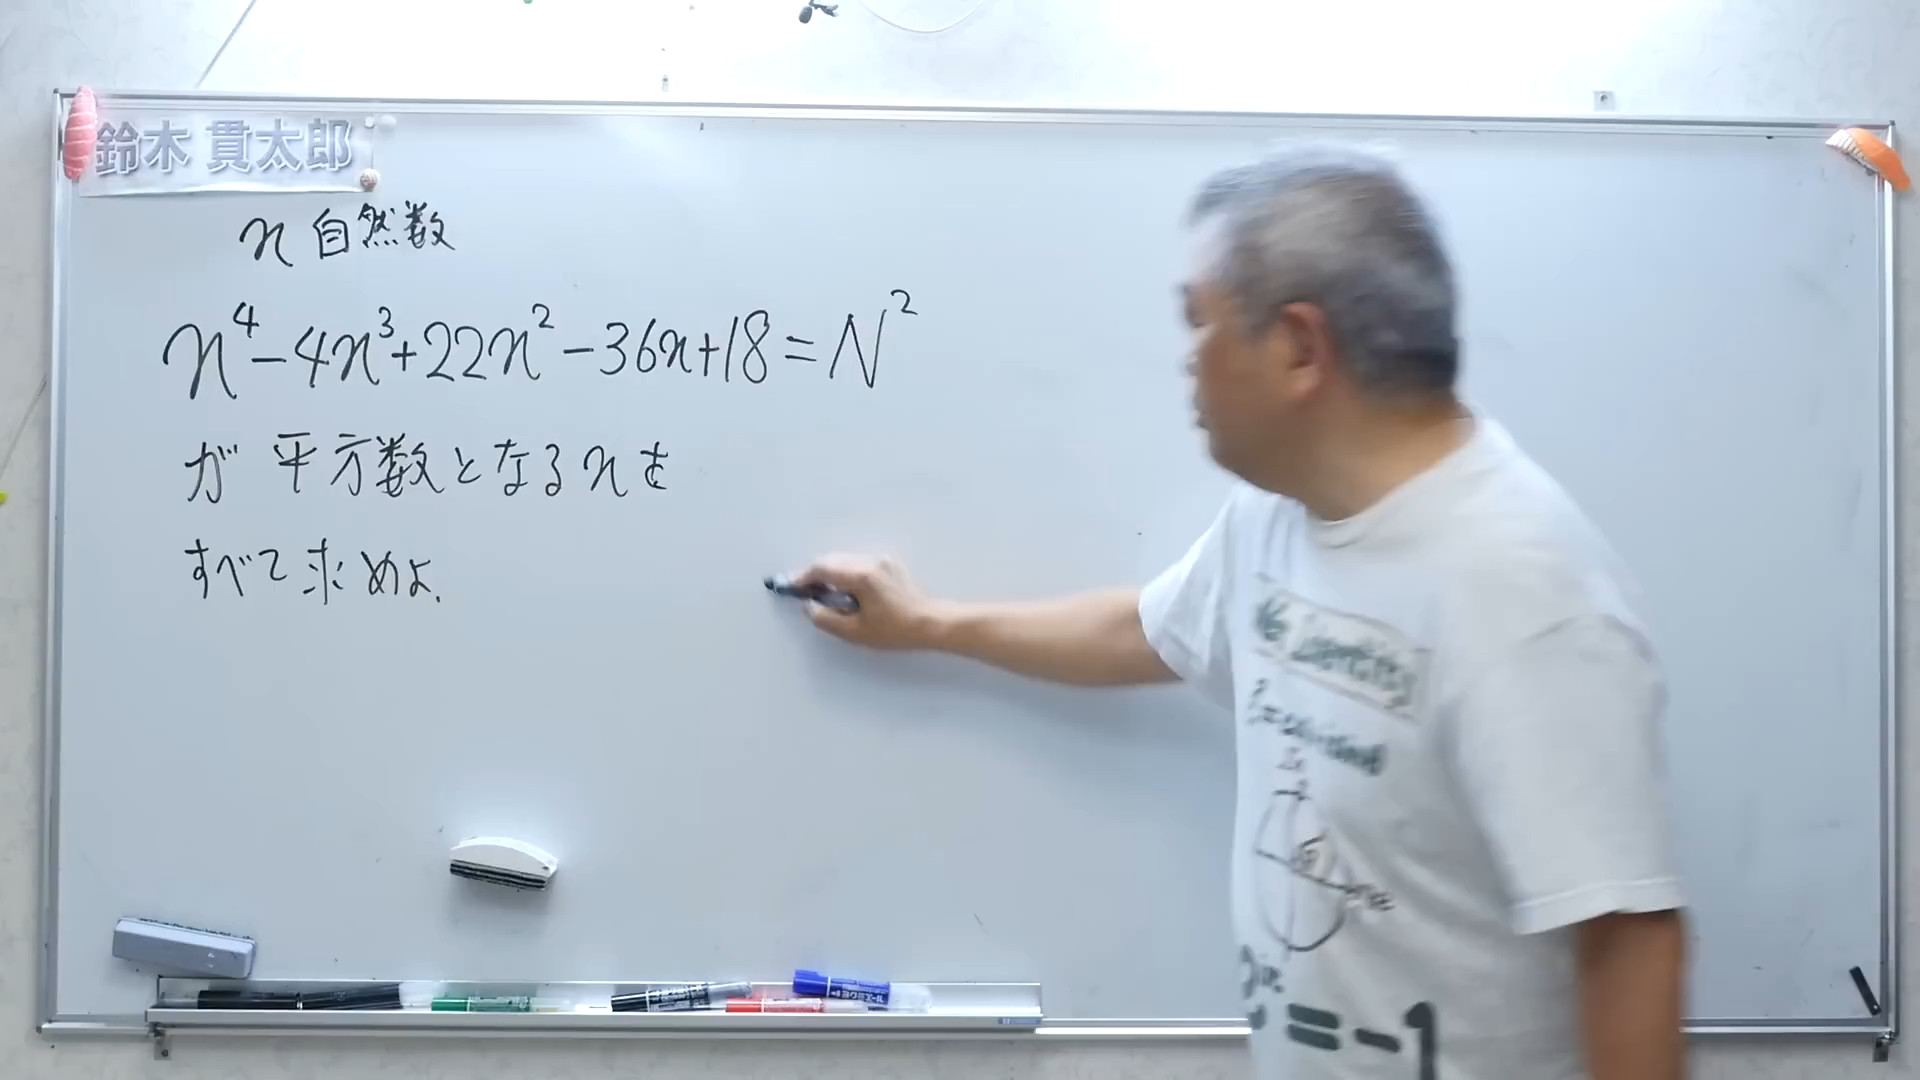 鈴木 貫太郎
n 自然数
n⁴-4n³+22n²-36n+18=N²
が 平方数となるnを
すべて求めよ.
= -1